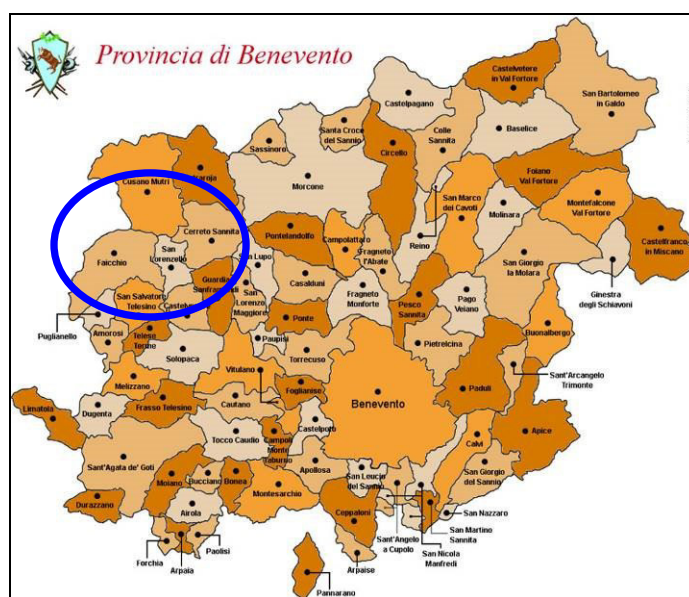 Provincia di Benevento
Castelvetere
in Val Fortore
San Bartolomeo
in Galdo
Castelpagano
Colle
Sannita
Baselice
Santa Croce
del Sannio
Sassinoro
Circello
Morcone
Foiano
Val Fortore
Cusano Mutri
San Marco
dei Cavoti
Montefalcone
Val Fortore
Molinara
Castelfranco
in Miscano
Cerreto Sannita
Pontelandolfo
Campolattaro
Reino
San Giorgio
la Molara
Faicchio
San
Lorenzello
San Lupo
Fragneto
l'Abate
Casalduni
Ginestra
degli Schiavoni
Guardia
Sanframondi
San
Lorenzo
Maggiore
Fragneto
Monforte
Pesco
Sannita
Pago
Veiano
San Salvatore
Telesino
Puglianello
Amorosi
Telese
Terme
Ponte
Buonalbergo
Solopaca
Paupisi
Torrecuso
Pietrelcina
Sant'Arcangelo
Trimonte
Melizzano
Vitulano
Foglianese
Paduli
Limatola
Dugenta
Frasso Telesino
Cautano
Benevento
Castelpoto
Apice
Tocco Caudio
Campoli
Monte
Taburno
Calvi
Sant'Agata de' Goti
Apollosa
San Leucio
del Sannio
San Giorgio
del Sannio
Moiano
Bucciano
Bonea
Montesarchio
Durazzano
Airola
Ceppaloni
San Nazzaro
San Martino
Sannita
Sant'Angelo
a Cupolo
San Nicola
Manfredi
Forchia
Arpaia
Paolisi
Arpaise
Pannarano